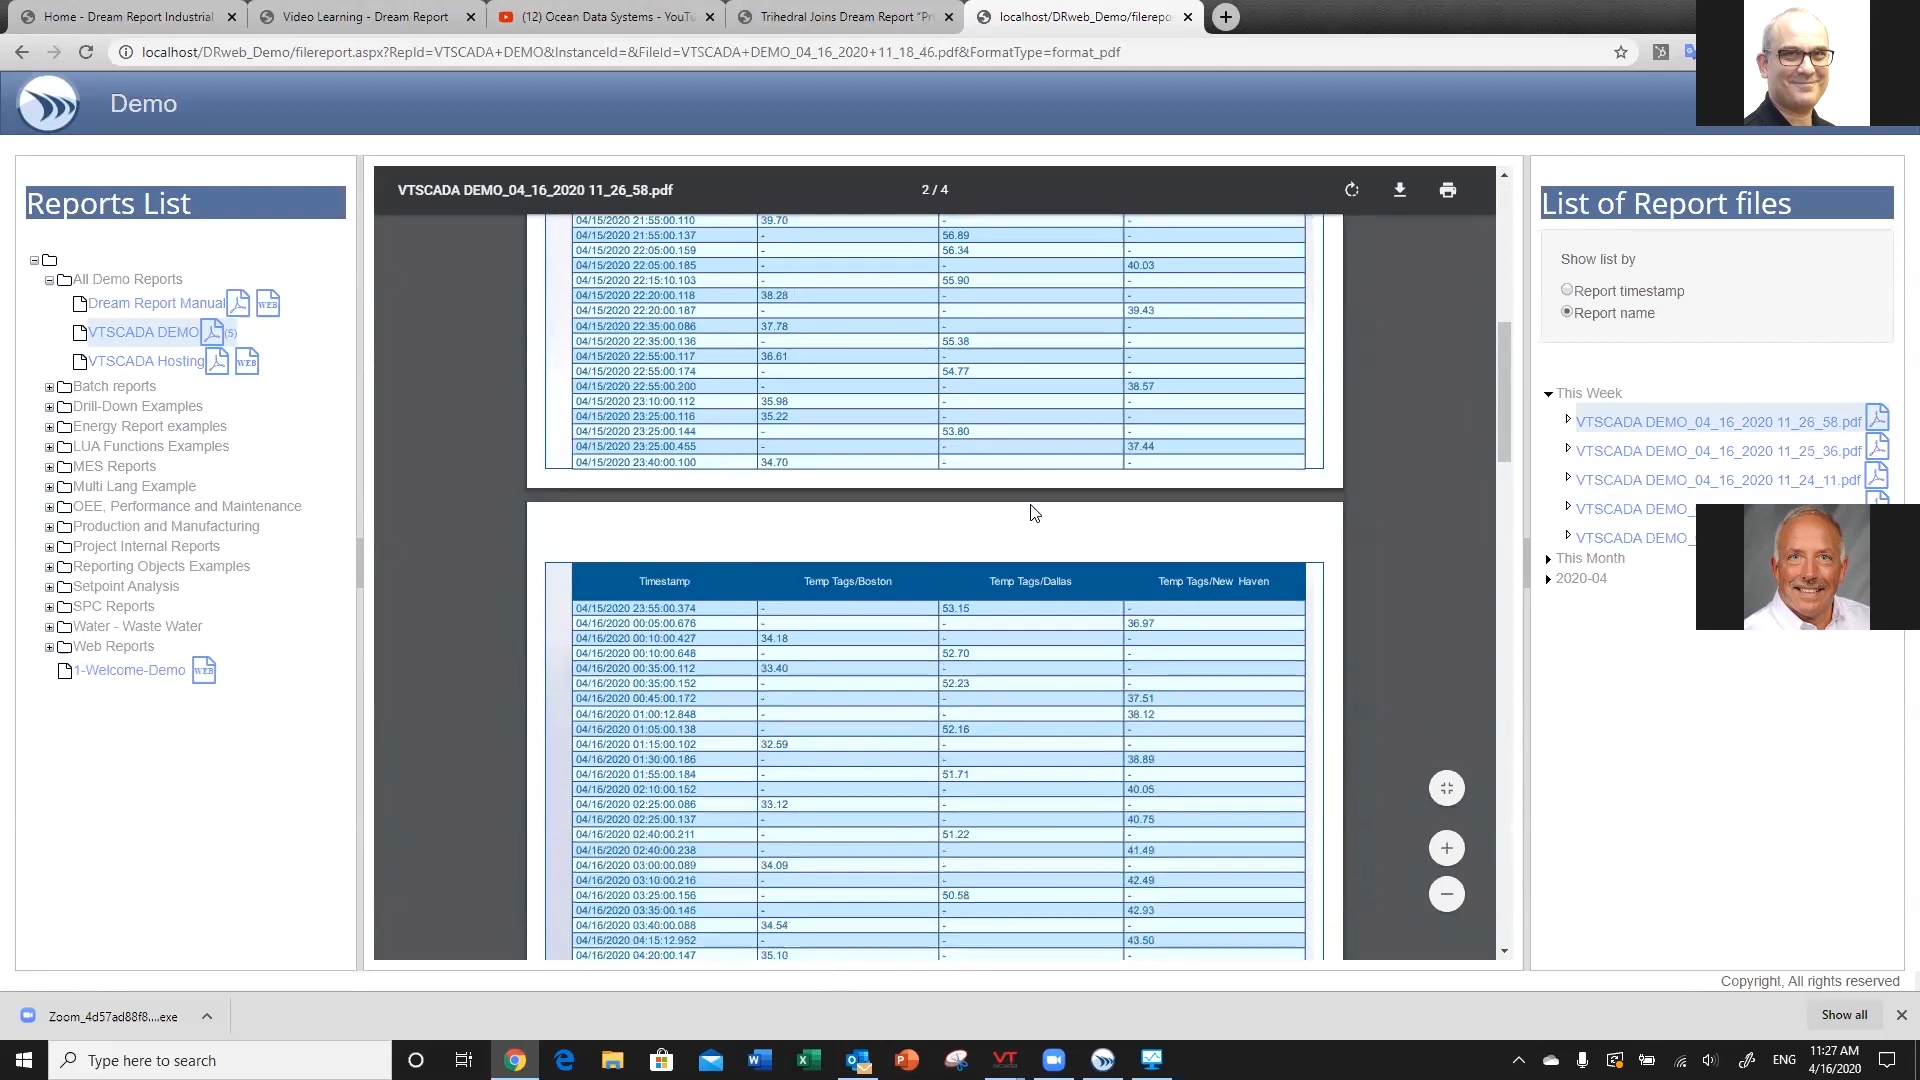 Home - Dream Report Industrial
Video Learning - Dream Report
(12) Ocean Data Systems - YouTu
Trihedral Joins Dream Report "Pr
localhost/DRweb_Demo/filerepo
localhost/DRweb_Demo/filereport.aspx?RepId=VTSCADA+DEMO&InstanceId=&FileId=VTSCADA+DEMO_04_16_2020+11_18_46.pdf&FormatType=format_pdf
Demo
Reports List
All Demo Reports
Dream Report Manual WEB
VTSCADA DEMO (5)
VTSCADA Hosting WEB
Batch reports
Drill-Down Examples
Energy Report examples
LUA Functions Examples
MES Reports
Multi Lang Example
OEE, Performance and Maintenance
Production and Manufacturing
Project Internal Reports
Reporting Objects Examples
Setpoint Analysis
SPC Reports
Water - Waste Water
Web Reports
1-Welcome-Demo WEB
VTSCADA DEMO_04_16_2020 11_26_58.pdf 2 / 4
04/15/2020 21:55:00.110 39.70 - -
04/15/2020 21:55:00.137 - 56.89 -
04/15/2020 22:05:00.159 - 56.34 -
04/15/2020 22:05:00.185 - - 40.03
04/15/2020 22:15:10.103 - 55.90 -
04/15/2020 22:20:00.118 38.28 - -
04/15/2020 22:20:00.187 - - 39.43
04/15/2020 22:35:00.086 37.78 - -
04/15/2020 22:35:00.136 - 55.38 -
04/15/2020 22:55:00.117 36.61 - -
04/15/2020 22:55:00.174 - 54.77 -
04/15/2020 22:55:00.200 - - 38.57
04/15/2020 23:10:00.112 35.98 - -
04/15/2020 23:25:00.116 35.22 - -
04/15/2020 23:25:00.144 - 53.80 -
04/15/2020 23:25:00.455 - - 37.44
04/15/2020 23:40:00.100 34.70 - -
Timestamp Temp Tags/Boston Temp Tags/Dallas Temp Tags/New Haven
04/15/2020 23:55:00.374 - 53.15 -
04/16/2020 00:05:00.676 - - 36.97
04/16/2020 00:10:00.427 34.18 - -
04/16/2020 00:10:00.648 - 52.70 -
04/16/2020 00:35:00.112 33.40 - -
04/16/2020 00:35:00.152 - 52.23 -
04/16/2020 00:45:00.172 - - 37.51
04/16/2020 01:00:12.848 - - 38.12
04/16/2020 01:05:00.138 - 52.16 -
04/16/2020 01:15:00.102 32.59 - -
04/16/2020 01:30:00.186 - - 38.89
04/16/2020 01:55:00.184 - 51.71 -
04/16/2020 02:10:00.152 - - 40.05
04/16/2020 02:25:00.086 33.12 - -
04/16/2020 02:25:00.137 - - 40.75
04/16/2020 02:40:00.211 - 51.22 -
04/16/2020 02:40:00.238 - - 41.49
04/16/2020 03:00:00.089 34.09 - -
04/16/2020 03:10:00.216 - - 42.49
04/16/2020 03:25:00.156 - 50.58 -
04/16/2020 03:35:00.145 - - 42.93
04/16/2020 03:40:00.088 34.54 - -
04/16/2020 04:15:12.952 - - 43.50
04/16/2020 04:20:00.147 35.10 - -
List of Report files
Show list by
Report timestamp
Report name
This Week
VTSCADA DEMO_04_16_2020 11_26_58.pdf
VTSCADA DEMO_04_16_2020 11_25_36.pdf
VTSCADA DEMO_04_16_2020 11_24_11.pdf
VTSCADA DEMO_
VTSCADA DEMO_
This Month
2020-04
Copyright, All rights reserved
Zoom_4d57ad88f8....exe
Show all
Type here to search
VT
ENG
11:27 AM
4/16/2020